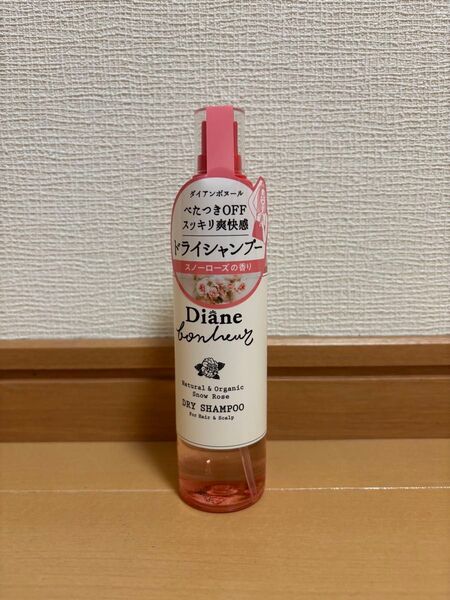 ダイアンボヌール
べたつきOFF
スッキリ爽快感
ドライシャンプー
スノーローズの香り
Diâne
bonheur
Natural & Organic
Snow Rose
DRY SHAMPOO
For Hair & Scalp